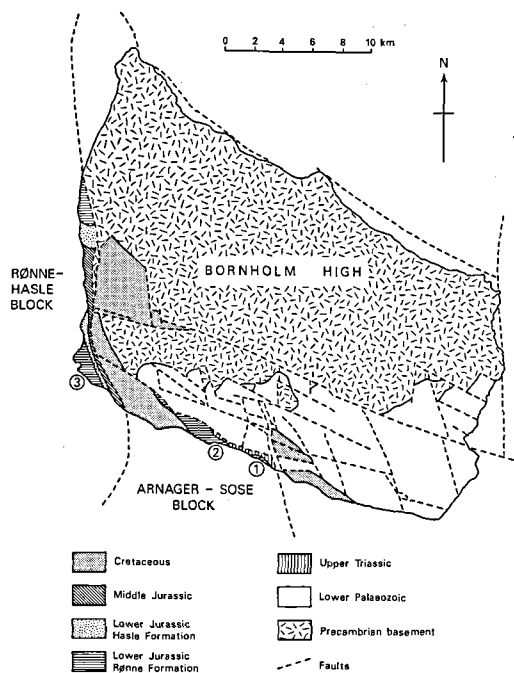 0 2 4 6 8 10 km
N
BORNHOLM HIGH
RØNNE-
HASLE
BLOCK
3
2
1
ARNAGER - SOSE
BLOCK
Cretaceous
Middle Jurassic
Lower Jurassic
Hasle Formation
Lower Jurassic
Rønne Formation
Upper Triassic
Lower Palaeozoic
Precambrian basement
Faults